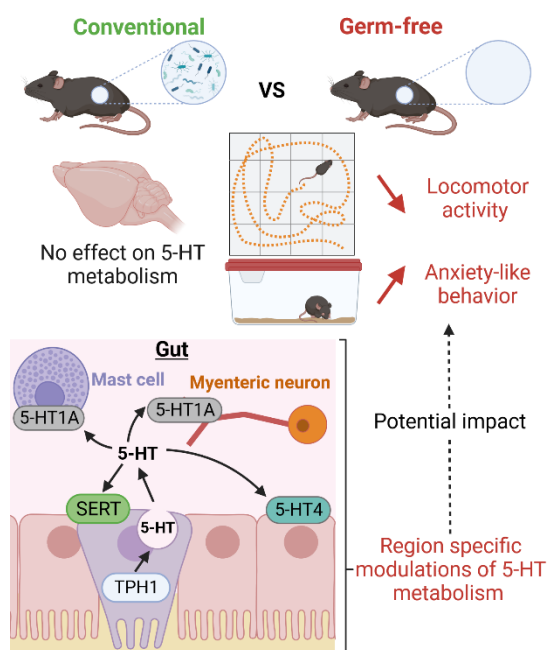 Conventional
Germ-free
VS
No effect on 5-HT
metabolism
Locomotor
activity
Anxiety-like
behavior
Gut
Mast cell
Myenteric neuron
5-HT1A
5-HT1A
5-HT
SERT
5-HT
5-HT4
TPH1
Potential impact
Region specific
modulations of 5-HT
metabolism